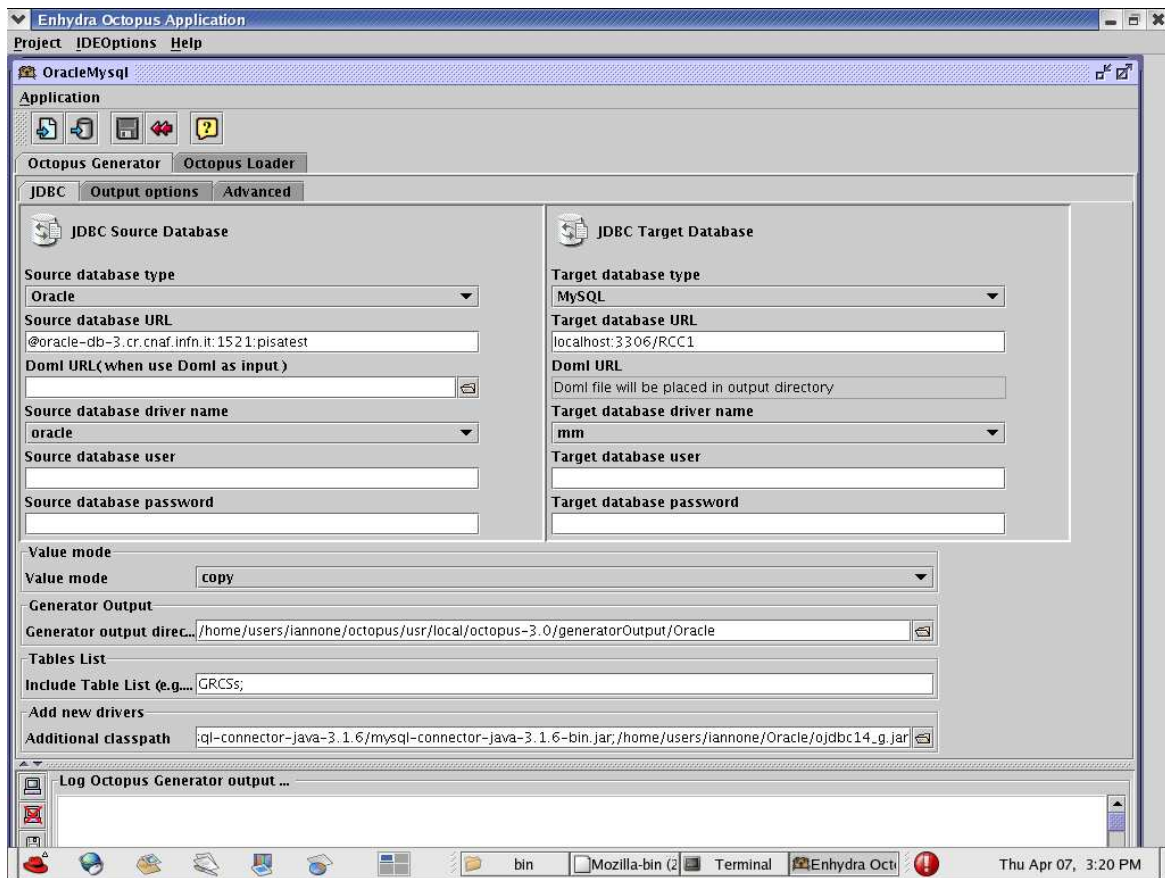 Enhydra Octopus Application
Project IDEOptions Help
OracleMysql
Application
Octopus Generator Octopus Loader
JDBC Output options Advanced
JDBC Source Database
JDBC Target Database
Source database type
Target database type
Oracle
MySQL
Source database URL
Target database URL
@oracle-db-3.cr.cnaf.infn.it:1521:pisatest
localhost:3306/RCC1
Doml URL(when use Doml as input)
Doml URL
Doml file will be placed in output directory
Source database driver name
Target database driver name
oracle
mm
Source database user
Target database user
Source database password
Target database password
Value mode
Value mode copy
Generator Output
Generator output direc... /home/users/iannone/octopus/usr/local/octopus-3.0/generatorOutput/Oracle
Tables List
Include Table List (e.g.... GRCSs;
Add new drivers
Additional classpath :ql-connector-java-3.1.6/mysql-connector-java-3.1.6-bin.jar;/home/users/iannone/Oracle/ojdbc14_g.jar
Log Octopus Generator output ...
bin Mozilla-bin (2 Terminal Enhydra Oct Thu Apr 07, 3:20 PM